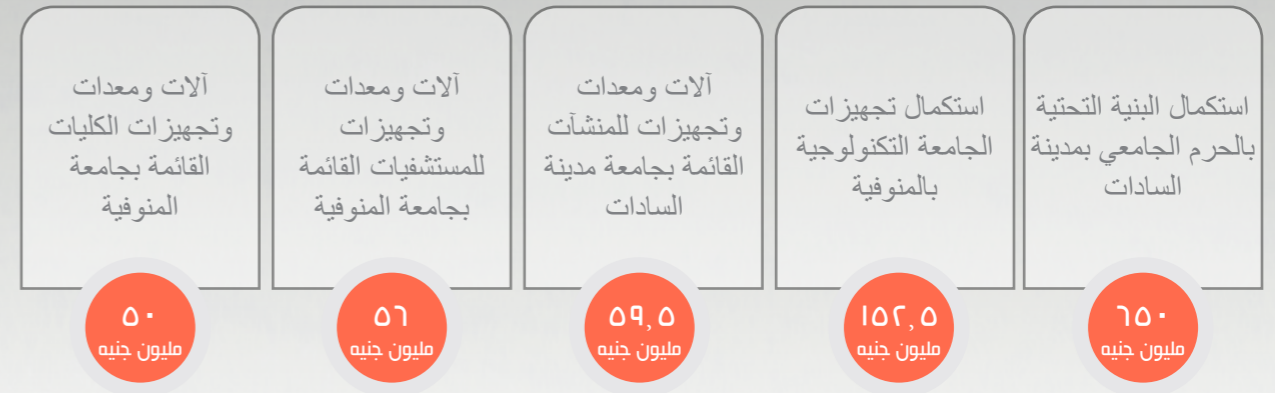 استكمال البنية التحتية
بالحرم الجامعي بمدينة
السادات
٦٥٠
مليون جنيه
استكمال تجهيزات
الجامعة التكنولوجية
بالمنوفية
١٥٢,٥
مليون جنيه
آلات ومعدات
وتجهيزات للمنشآت
القائمة بجامعة مدينة
السادات
٥٩,٥
مليون جنيه
آلات ومعدات
وتجهيزات
للمستشفيات القائمة
بجامعة المنوفية
٥٦
مليون جنيه
آلات ومعدات
وتجهيزات الكليات
القائمة بجامعة
المنوفية
٥٠
مليون جنيه